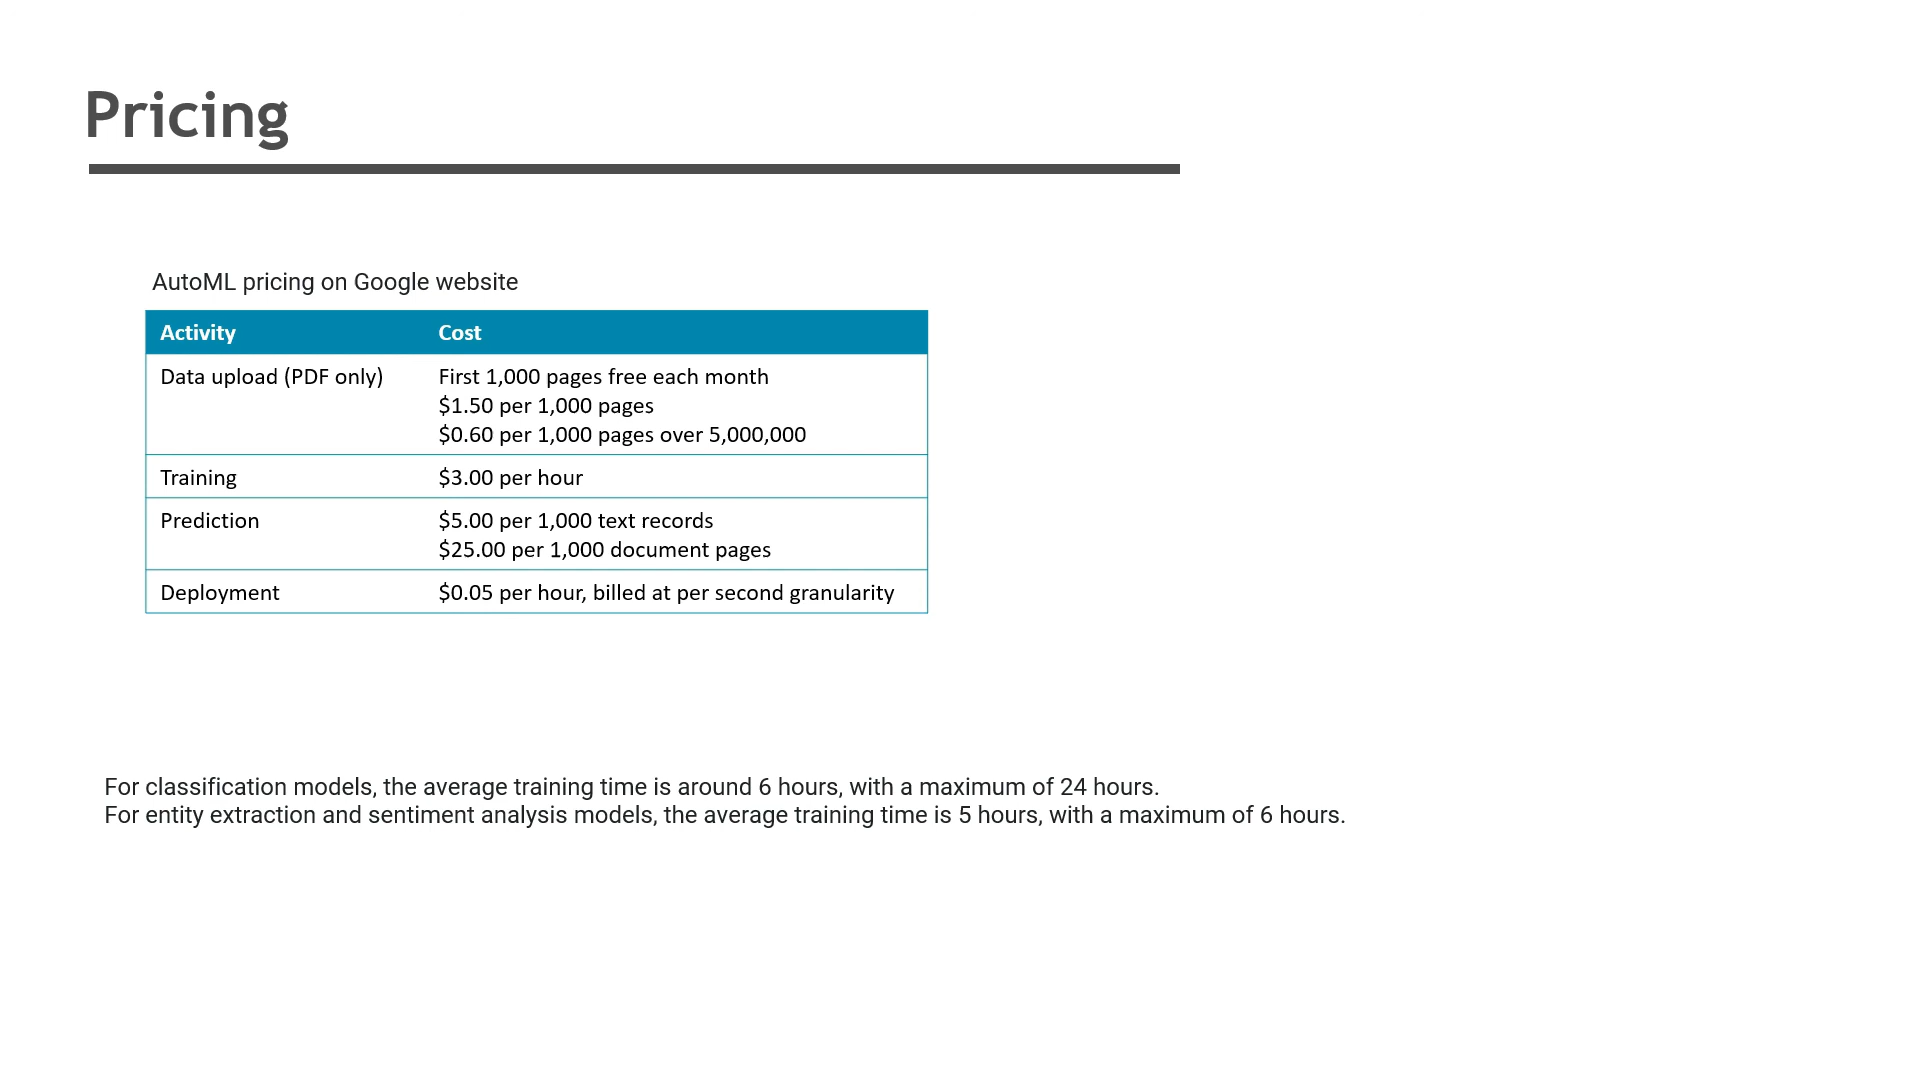 Pricing
AutoML pricing on Google website
Activity Cost
Data upload (PDF only) First 1,000 pages free each month
$1.50 per 1,000 pages
$0.60 per 1,000 pages over 5,000,000
Training $3.00 per hour
Prediction $5.00 per 1,000 text records
$25.00 per 1,000 document pages
Deployment $0.05 per hour, billed at per second granularity
For classification models, the average training time is around 6 hours, with a maximum of 24 hours.
For entity extraction and sentiment analysis models, the average training time is 5 hours, with a maximum of 6 hours.